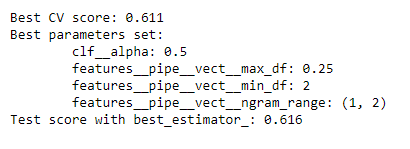 Best CV score: 0.611
Best parameters set:
clf__alpha: 0.5
features__pipe__vect__max_df: 0.25
features__pipe__vect__min_df: 2
features__pipe__vect__ngram_range: (1, 2)
Test score with best_estimator_: 0.616